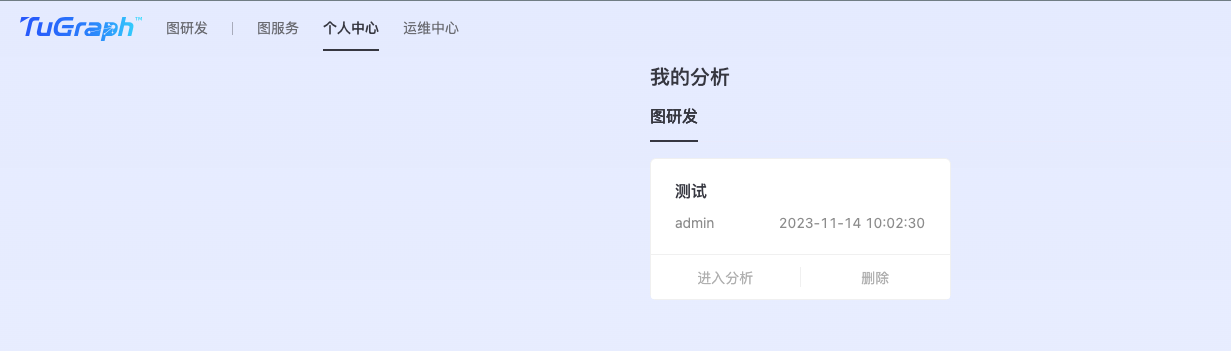 TuGraph™ 图研发 图服务 个人中心 运维中心
我的分析
图研发
测试
admin 2023-11-14 10:02:30
进入分析 删除